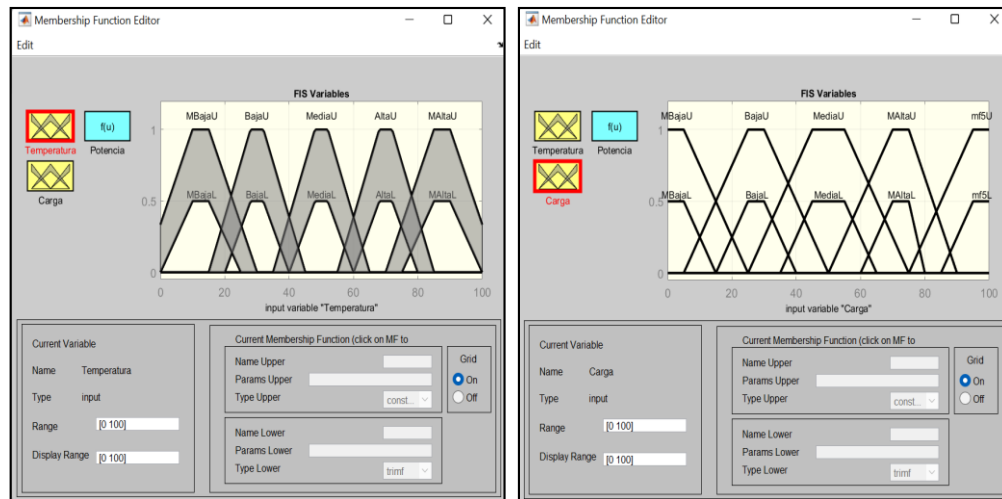 Membership Function Editor
Edit
FIS Variables
Temperatura
f(u)
Potencia
Carga
MBajaU BajaU MediaU AltaU MAltaU
1
MBajaL BajaL MediaL AltaL MAltaL
0.5
0
0 20 40 60 80 100
input variable "Temperatura"
Current Variable
Name Temperatura
Type input
Range [0 100]
Display Range [0 100]
Current Membership Function (click on MF to
Name Upper
Params Upper
Type Upper const...
Grid
On
Off
Name Lower
Params Lower
Type Lower trimf
Membership Function Editor
Edit
FIS Variables
Temperatura
f(u)
Potencia
Carga
MBajaU BajaU MediaU MAltaU mf5U
1
MBajaL BajaL MediaL MAltaL mf5L
0.5
0
0 20 40 60 80 100
input variable "Carga"
Current Variable
Name Carga
Type input
Range [0 100]
Display Range [0 100]
Current Membership Function (click on MF to
Name Upper
Params Upper
Type Upper const...
Grid
On
Off
Name Lower
Params Lower
Type Lower trimf